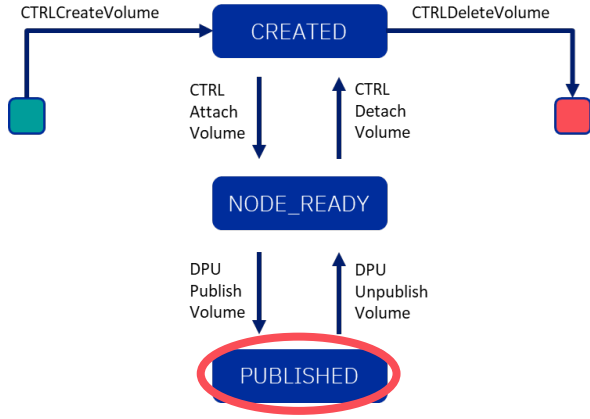 CTRLCreateVolume
CREATED
CTRLDeleteVolume
CTRL
Attach
Volume
CTRL
Detach
Volume
NODE_READY
DPU
Publish
Volume
DPU
Unpublish
Volume
PUBLISHED